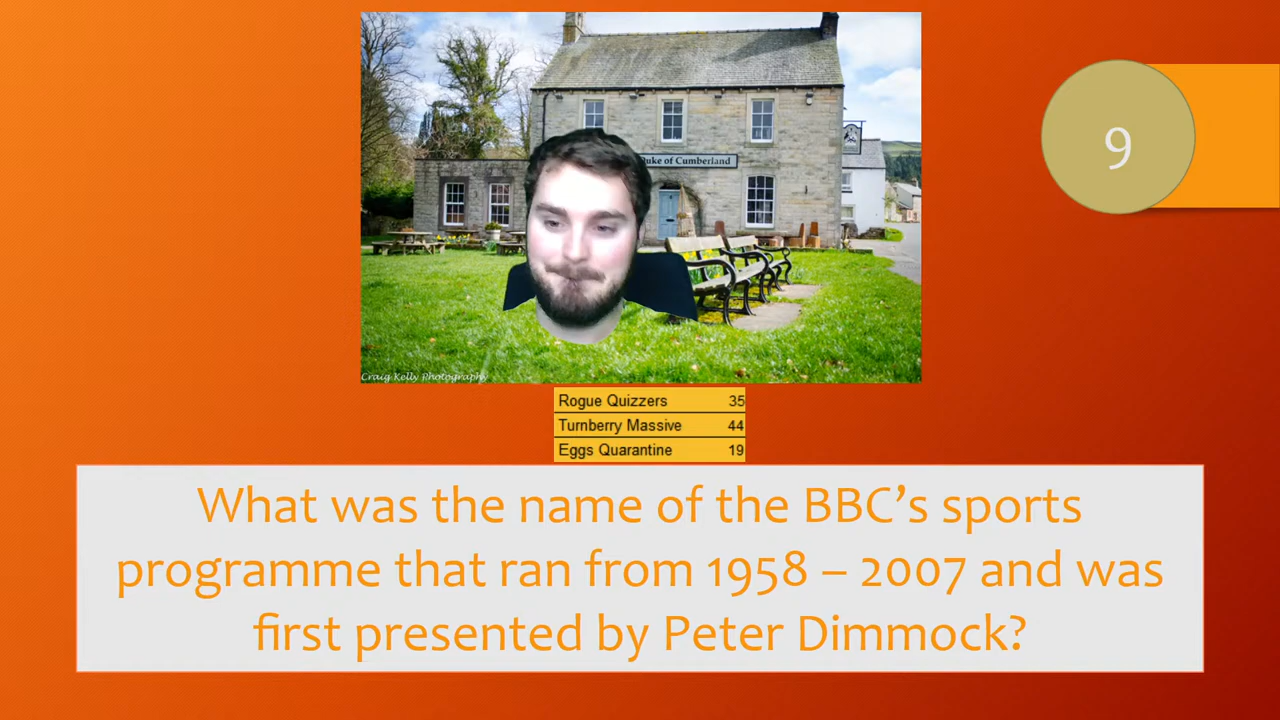 9
Duke of Cumberland
Craig Kelly Photography
Rogue Quizzers 35
Turnberry Massive 44
Eggs Quarantine 19
What was the name of the BBC’s sports
programme that ran from 1958 – 2007 and was
first presented by Peter Dimmock?